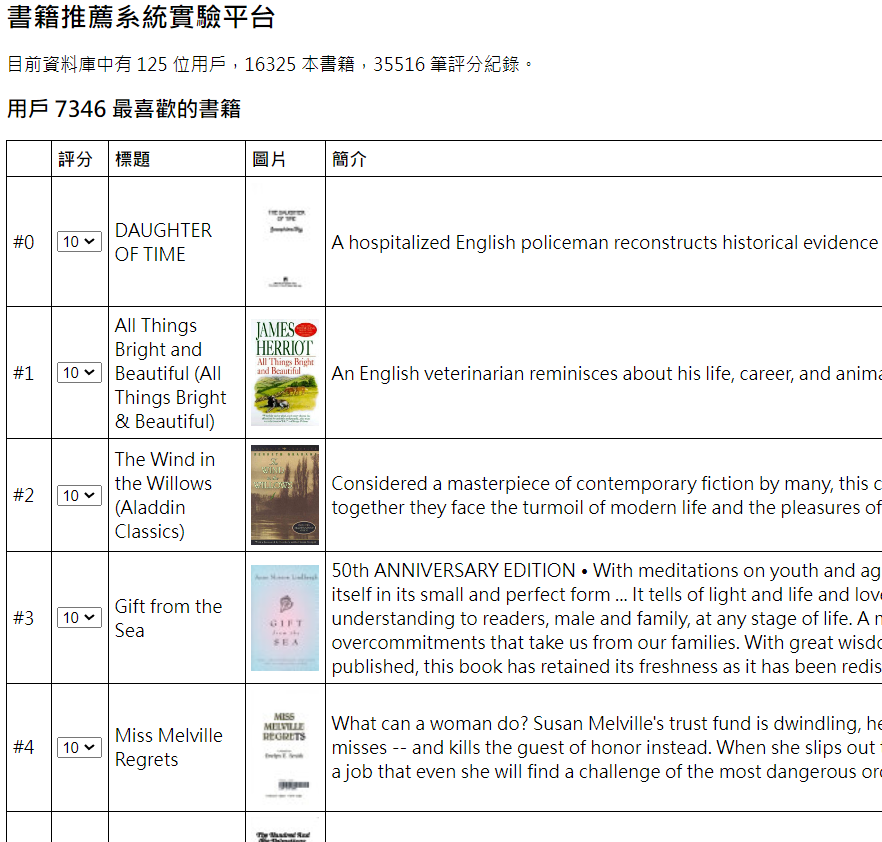 書籍推薦系統實驗平台
目前資料庫中有 125 位用戶，16325 本書籍，35516 筆評分紀錄。
用戶 7346 最喜歡的書籍
評分 標題 圖片 簡介
#0 10 DAUGHTER OF TIME
THE DAUGHTER
OF TIME
Josephine Tey
A hospitalized English policeman reconstructs historical evidence
#1 10
All Things
Bright and
Beautiful (All
Things Bright
& Beautiful)
JAMES
HERRIOT
All Things Bright
and Beautiful
An English veterinarian reminisces about his life, career, and anima
#2 10
The Wind in
the Willows
(Aladdin
Classics)
Considered a masterpiece of contemporary fiction by many, this c
together they face the turmoil of modern life and the pleasures of
#3 10
Gift from the
Sea
GIFT
from the
SEA
50th ANNIVERSARY EDITION • With meditations on youth and ag
itself in its small and perfect form ... It tells of light and life and love
understanding to readers, male and family, at any stage of life. A m
overcommitments that take us from our families. With great wisdo
published, this book has retained its freshness as it has been redis
#4 10
Miss Melville
Regrets
MISS
MELVILLE
REGRETS
What can a woman do? Susan Melville's trust fund is dwindling, he
misses -- and kills the guest of honor instead. When she slips out
a job that even she will find a challenge of the most dangerous ord
The Hundred And